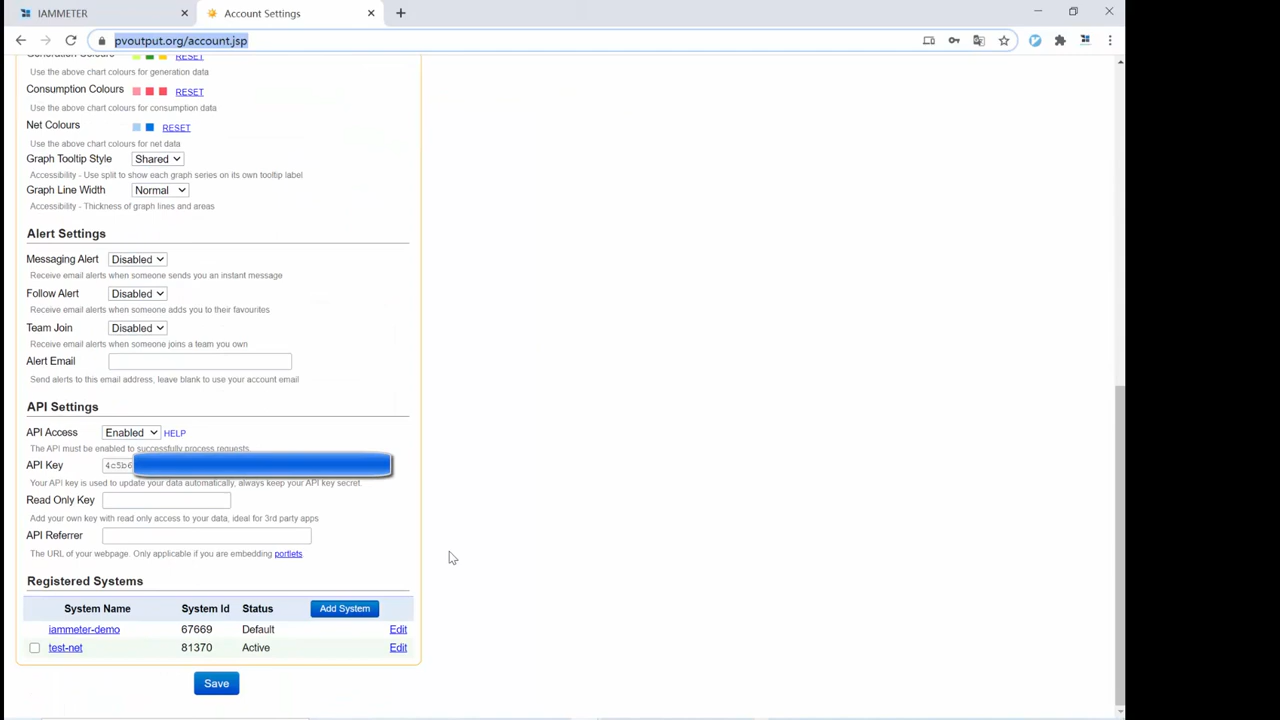 IAMMETER
Account Settings
pvoutput.org/account.jsp
Generation Colours RESET
Use the above chart colours for generation data
Consumption Colours RESET
Use the above chart colours for consumption data
Net Colours RESET
Use the above chart colours for net data
Graph Tooltip Style Shared
Accessibility - Use split to show each graph series on its own tooltip label
Graph Line Width Normal
Accessibility - Thickness of graph lines and areas
Alert Settings
Messaging Alert Disabled
Receive email alerts when someone sends you an instant message
Follow Alert Disabled
Receive email alerts when someone adds you to their favourites
Team Join Disabled
Receive email alerts when someone joins a team you own
Alert Email
Send alerts to this email address, leave blank to use your account email
API Settings
API Access Enabled HELP
The API must be enabled to successfully process requests
API Key 4c5b6
Your API key is used to update your data automatically, always keep your API key secret.
Read Only Key
Add your own key with read only access to your data, ideal for 3rd party apps
API Referrer
The URL of your webpage. Only applicable if you are embedding portlets
Registered Systems
System Name System Id Status Add System
iammeter-demo 67669 Default Edit
test-net 81370 Active Edit
Save